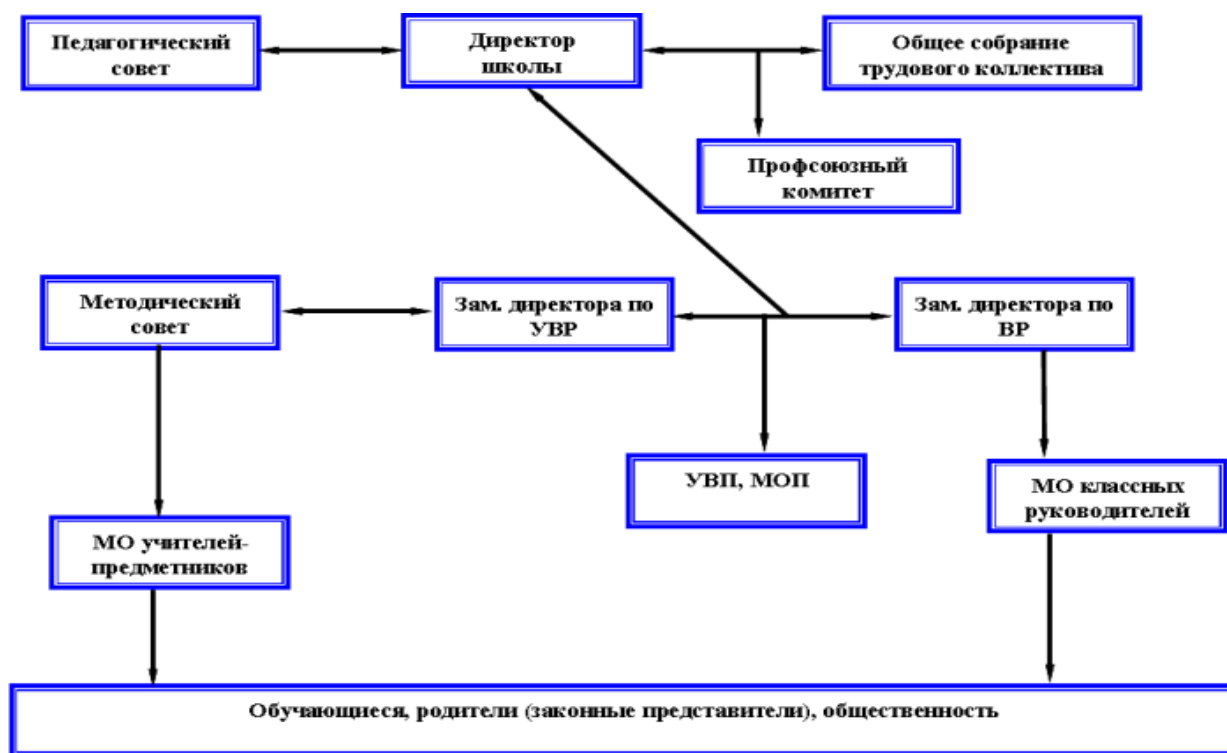 Педагогический
совет
Директор
школы
Общее собрание
трудового коллектива
Профсоюзный
комитет
Методический
совет
Зам. директора по
УВР
Зам. директора по
ВР
УВП, МОП
МО классных
руководителей
МО учителей-
предметников
Обучающиеся, родители (законные представители), общественность